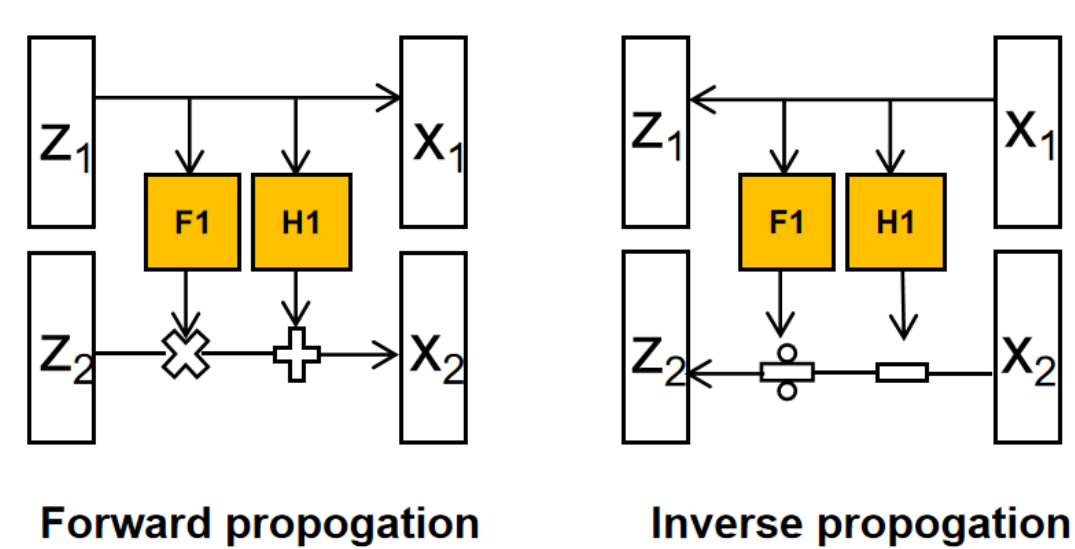 Z₁
X₁
F1
H1
Z₂
X₂
Forward propogation
Z₁
X₁
F1
H1
Z₂
X₂
Inverse propogation